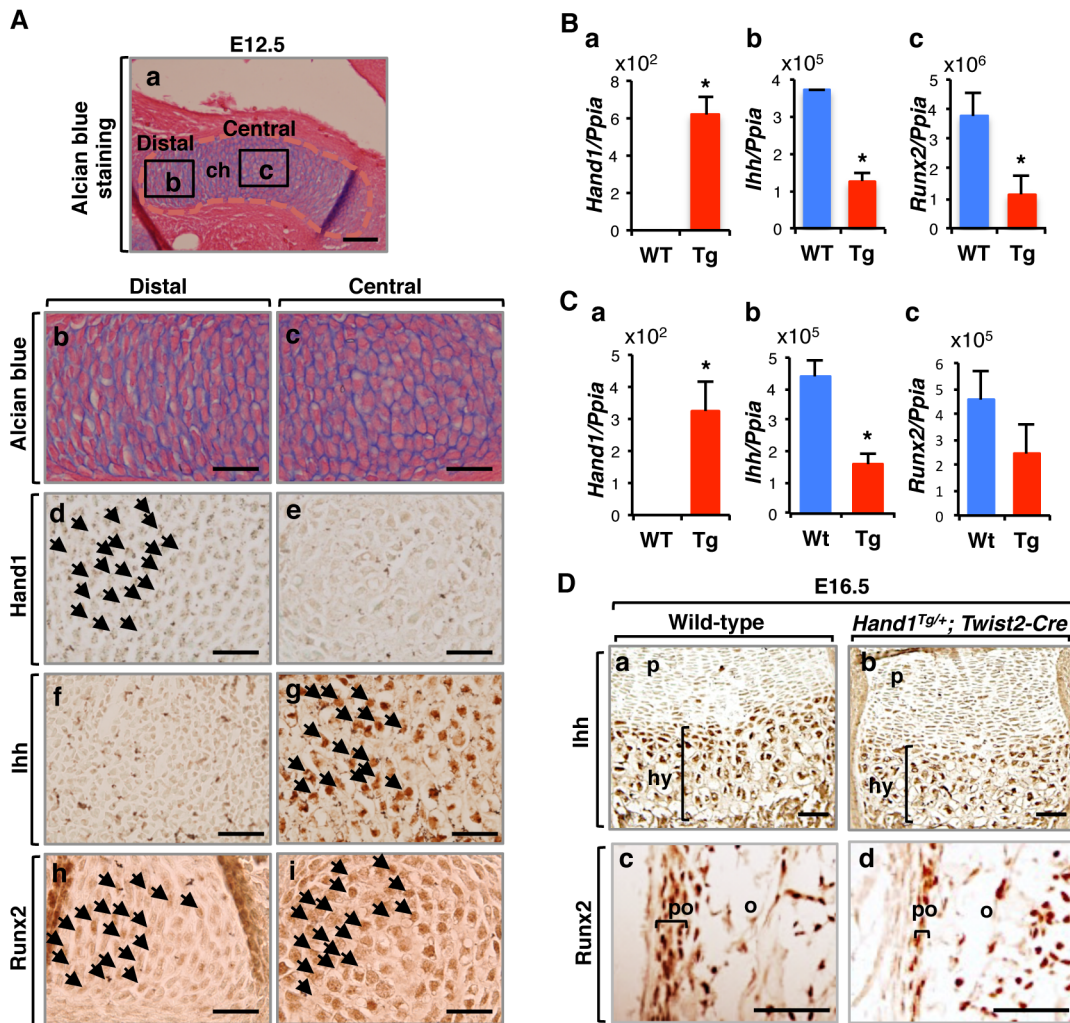 A
E12.5
Alcian blue
staining
a
Central
Distal
b
ch
c
Distal
Central
Alcian blue
b
c
Hand1
d
e
Ihh
f
g
Runx2
h
i
B
a
x10²
Hand1/Ppia
8
6
4
2
0
*
WT Tg
b
x10⁵
Ihh/Ppia
4
3
2
1
0
*
WT Tg
c
x10⁶
Runx2/Ppia
5
4
3
2
1
0
*
WT Tg
C
a
x10²
Hand1/Ppia
5
4
3
2
1
0
*
WT Tg
b
x10⁵
Ihh/Ppia
5
4
3
2
1
0
*
Wt Tg
c
x10⁵
Runx2/Ppia
6
5
4
3
2
1
0
Wt Tg
D
E16.5
Wild-type
Hand1Tg/+; Twist2-Cre
Ihh
a
p
hy
b
p
hy
Runx2
c
po
o
d
po
o